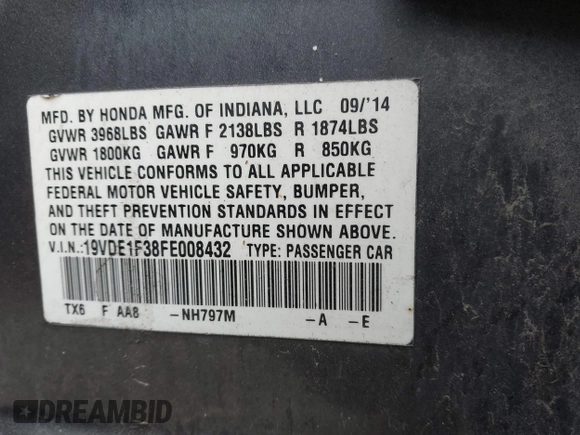 MFD. BY HONDA MFG. OF INDIANA, LLC 09/'14
GVWR 3968LBS GAWR F 2138LBS R 1874LBS
GVWR 1800KG GAWR F 970KG R 850KG
THIS VEHICLE CONFORMS TO ALL APPLICABLE
FEDERAL MOTOR VEHICLE SAFETY, BUMPER,
AND THEFT PREVENTION STANDARDS IN EFFECT
ON THE DATE OF MANUFACTURE SHOWN ABOVE.
V.I.N.:19VDE1F38FE008432 TYPE: PASSENGER CAR
TX6 F AA8 -NH797M -A -E
DREAMBID